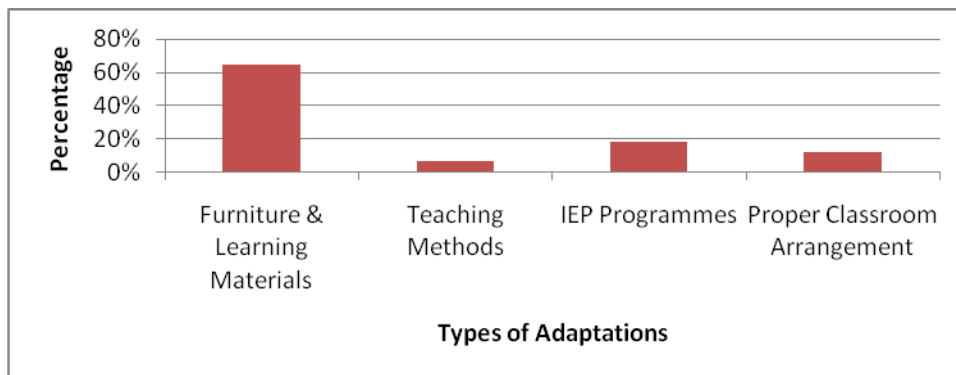 Percentage
80%
60%
40%
20%
0%
Furniture &
Learning
Materials
Teaching
Methods
IEP Programmes
Proper Classroom
Arrangement
Types of Adaptations